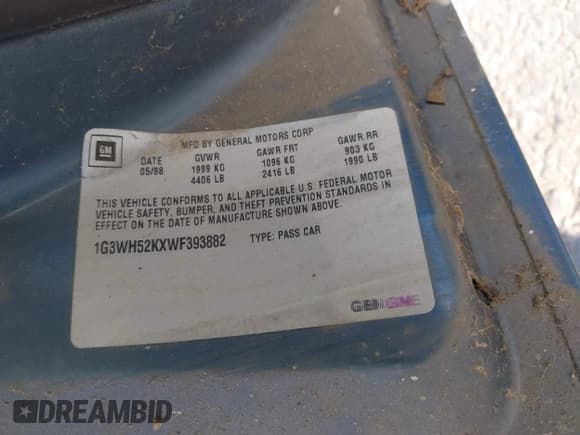 GM
MFD BY GENERAL MOTORS CORP
DATE GVWR GAWR FRT GAWR RR
05/98 1999 KG 1096 KG 903 KG
4406 LB 2416 LB 1990 LB
THIS VEHICLE CONFORMS TO ALL APPLICABLE U.S. FEDERAL MOTOR
VEHICLE SAFETY, BUMPER, AND THEFT PREVENTION STANDARDS IN
EFFECT ON THE DATE OF MANUFACTURE SHOWN ABOVE.
1G3WH52KXWF393882 TYPE: PASS CAR
DREAMBID